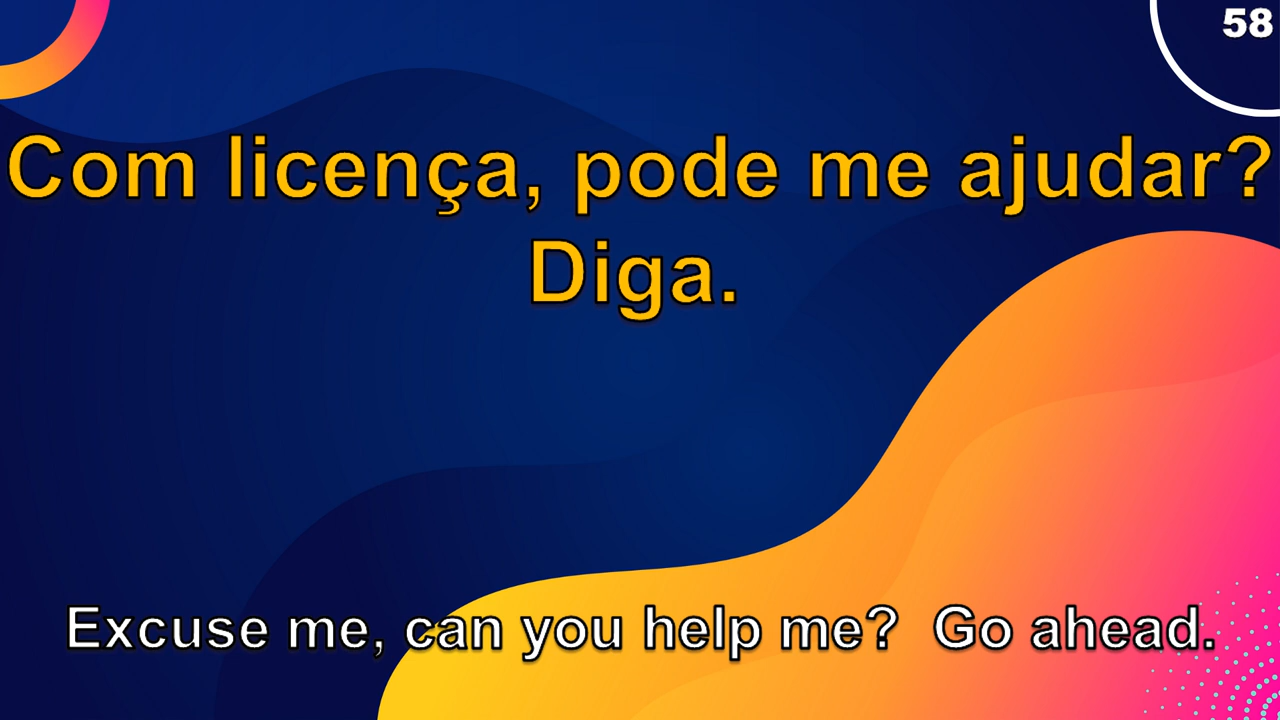 58
Com licença, pode me ajudar?
Diga.
Excuse me, can you help me?  Go ahead.